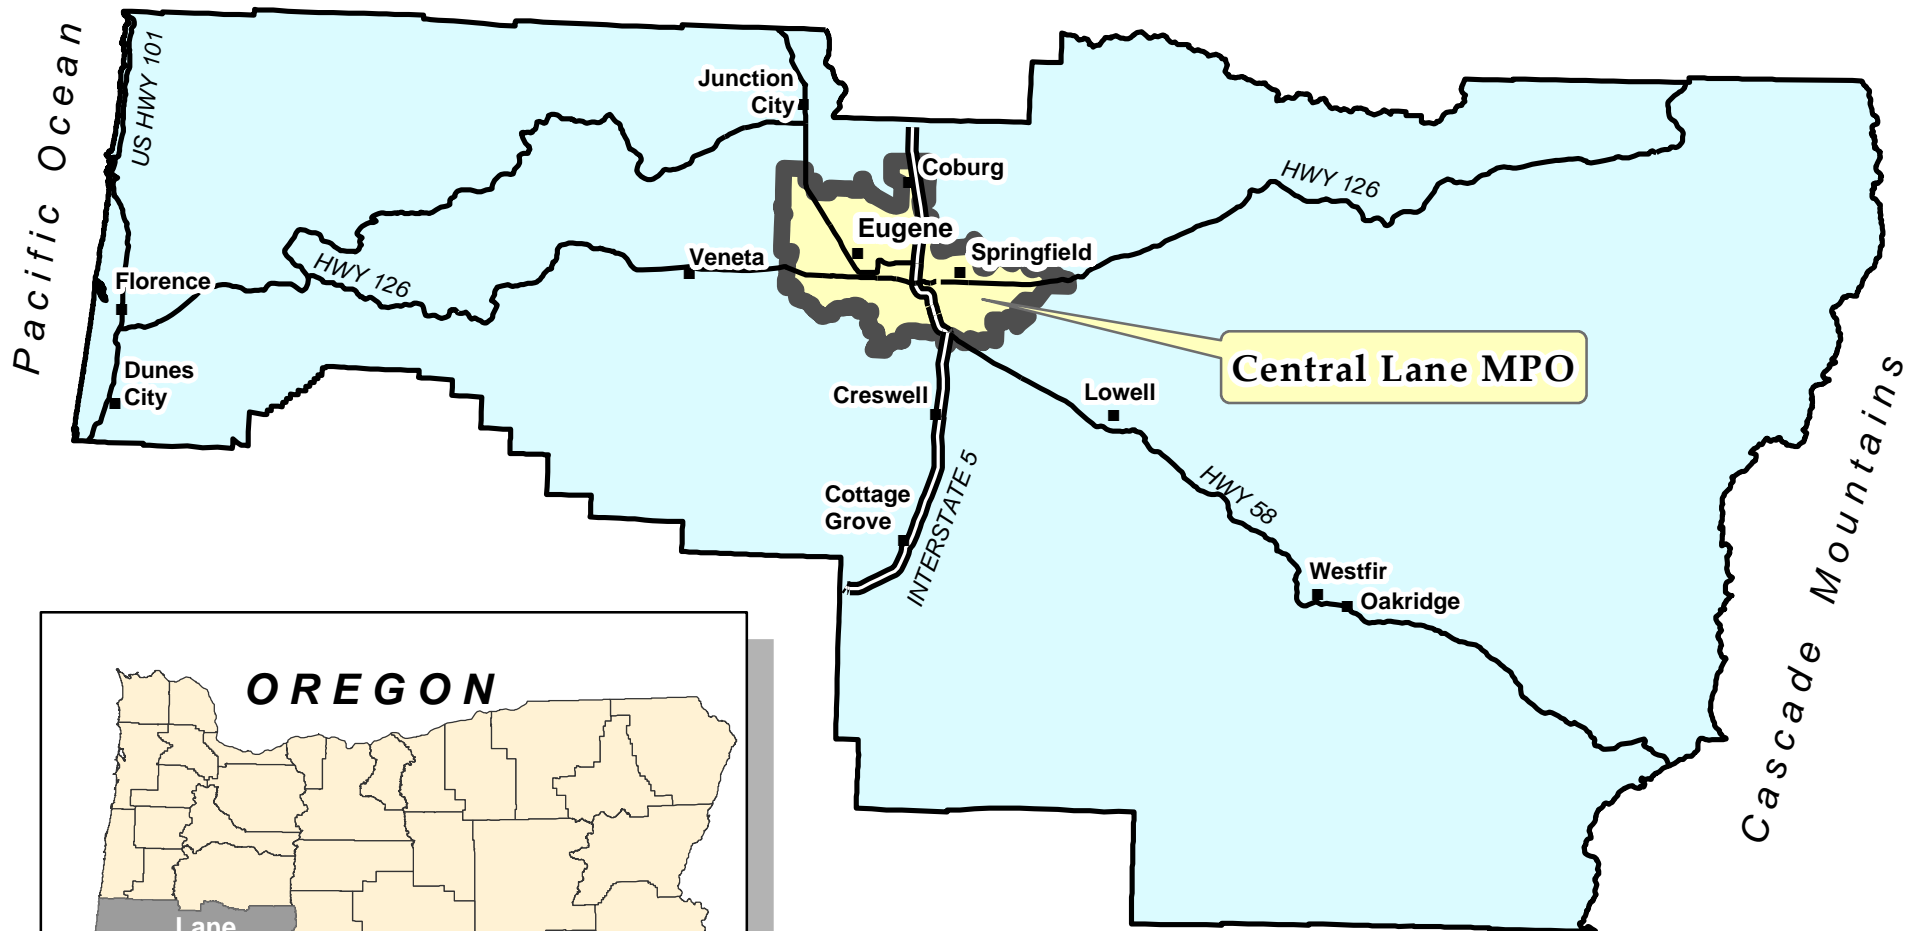 Pacific Ocean
US HWY 101
Junction
City
Coburg
HWY 126
Eugene
Springfield
Veneta
HWY 126
Florence
Dunes
City
Central Lane MPO
Creswell
Lowell
Cottage
Grove
INTERSTATE 5
HWY 58
Westfir
Oakridge
Cascade Mountains
OREGON
Lane